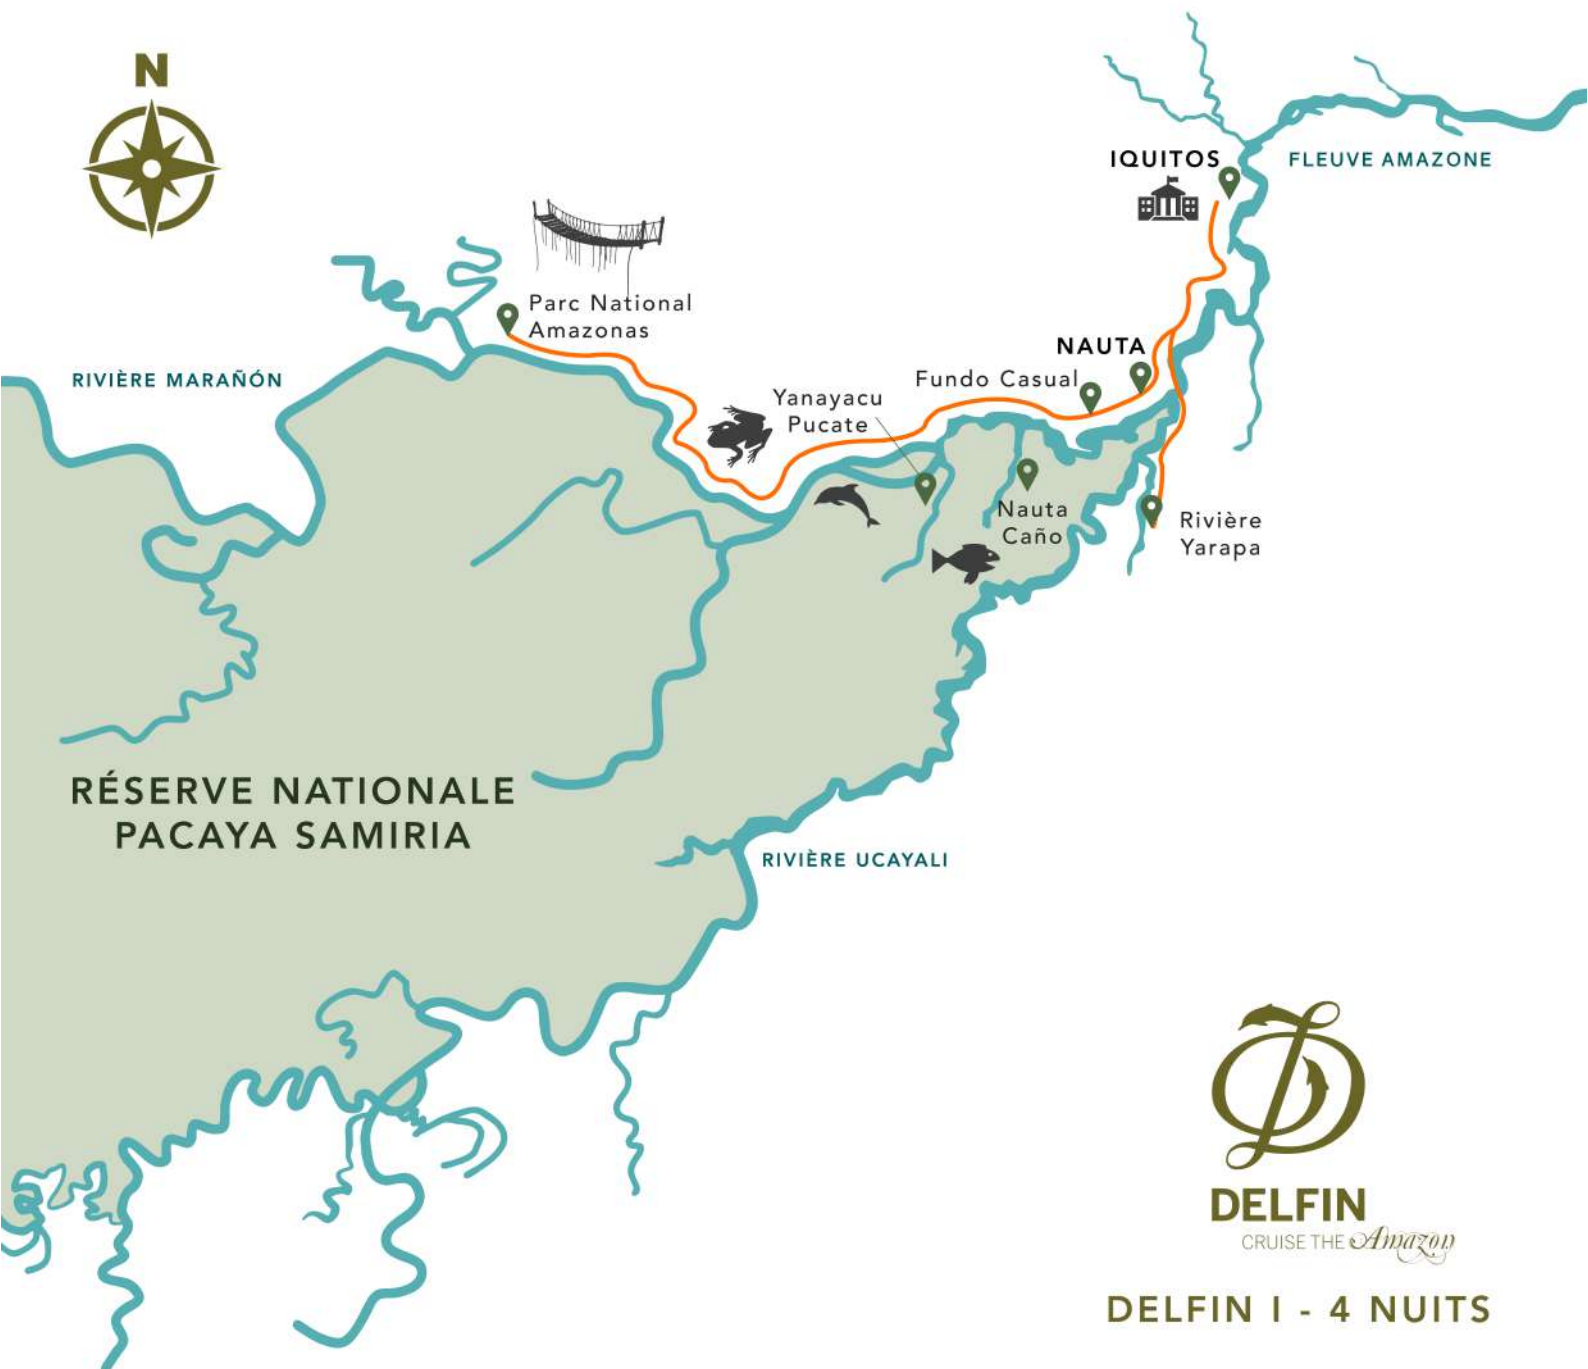 N
IQUITOS
FLEUVE AMAZONE
Parc National
Amazonas
NAUTA
RIVIÈRE MARAÑÓN
Fundo Casual
Yanayacu
Pucate
Nauta
Caño
Rivière
Yarapa
RÉSERVE NATIONALE
PACAYA SAMIRIA
RIVIÈRE UCAYALI
DELFIN
CRUISE THE Amazon
DELFIN I - 4 NUITS